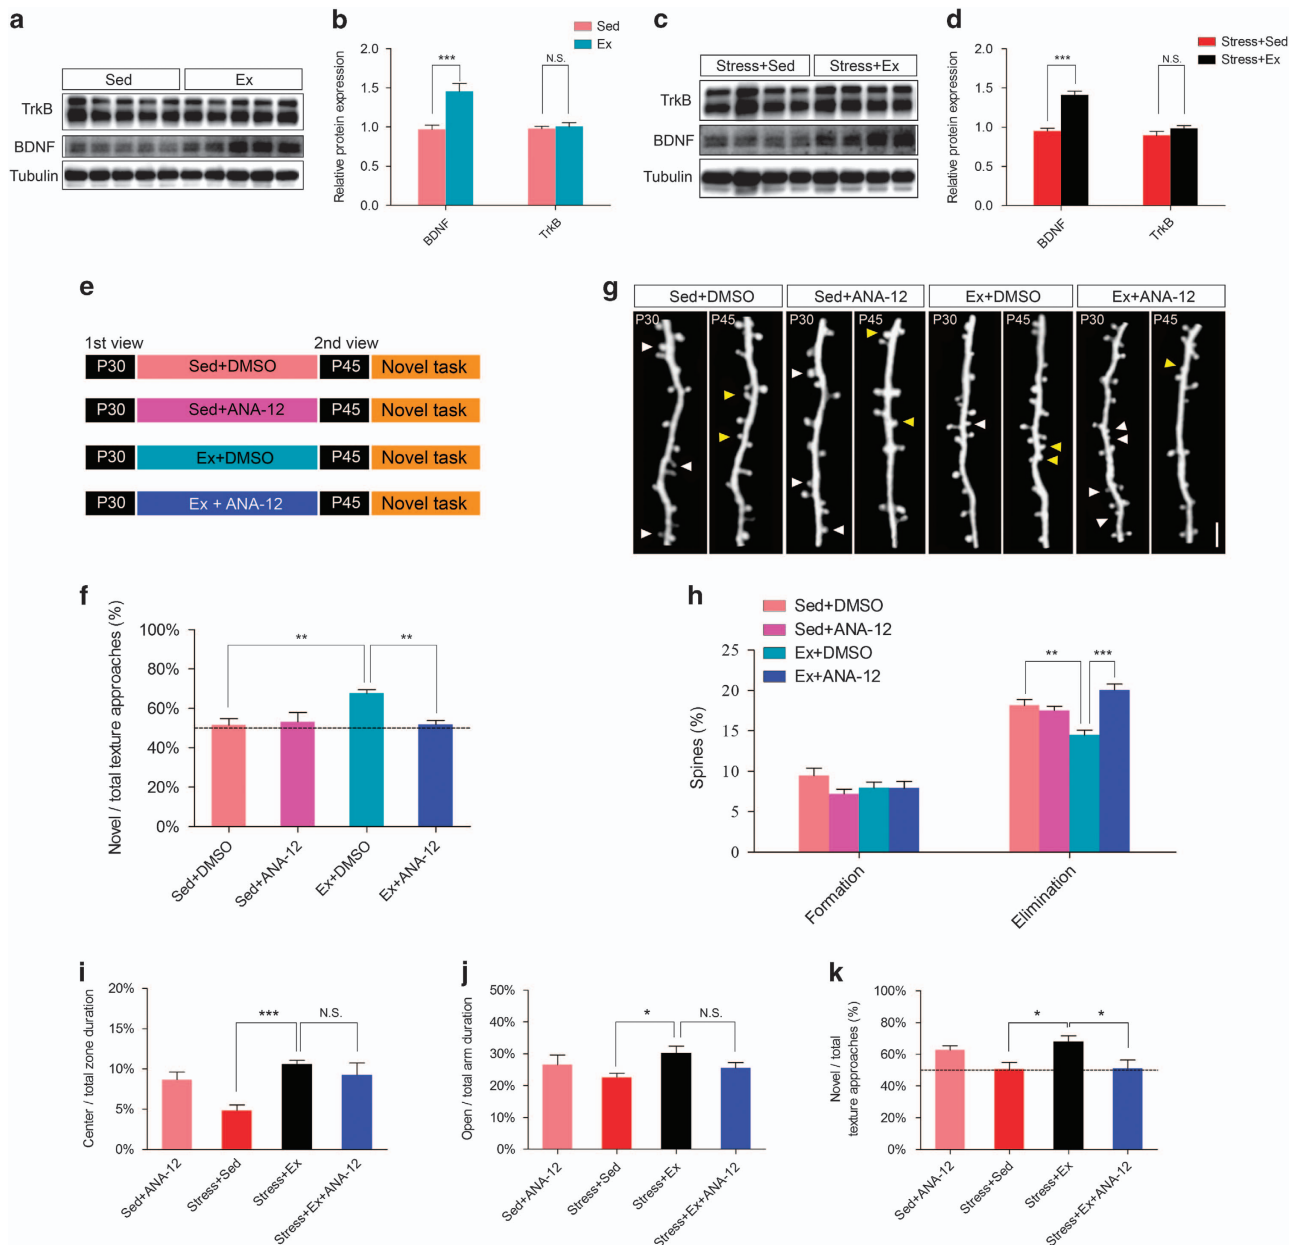 a
Sed Ex
TrkB
BDNF
Tubulin
b
Sed
Ex
Relative protein expression
2.0
1.5
1.0
0.5
0.0
***
N.S.
BDNF
TrkB
c
Stress+Sed Stress+Ex
TrkB
BDNF
Tubulin
d
Stress+Sed
Stress+Ex
Relative protein expression
2.0
1.5
1.0
0.5
0.0
***
N.S.
BDNF
TrkB
e
1st view 2nd view
P30 Sed+DMSO P45 Novel task
P30 Sed+ANA-12 P45 Novel task
P30 Ex+DMSO P45 Novel task
P30 Ex + ANA-12 P45 Novel task
g
Sed+DMSO Sed+ANA-12 Ex+DMSO Ex+ANA-12
P30 P45 P30 P45 P30 P45 P30 P45
f
Novel / total texture approaches (%)
100%
80%
60%
40%
20%
0%
** **
Sed+DMSO
Sed+ANA-12
Ex+DMSO
Ex+ANA-12
h
Sed+DMSO
Sed+ANA-12
Ex+DMSO
Ex+ANA-12
Spines (%)
25
20
15
10
5
0
** ***
Formation
Elimination
i
Center / total zone duration
20%
15%
10%
5%
0%
*** N.S.
Sed+ANA-12
Stress+Sed
Stress+Ex
Stress+Ex+ANA-12
j
Open / total arm duration
50%
40%
30%
20%
10%
0%
* N.S.
Sed+ANA-12
Stress+Sed
Stress+Ex
Stress+Ex+ANA-12
k
Novel / total
texture approaches (%)
100%
80%
60%
40%
20%
0%
* *
Sed+ANA-12
Stress+Sed
Stress+Ex
Stress+Ex+ANA-12